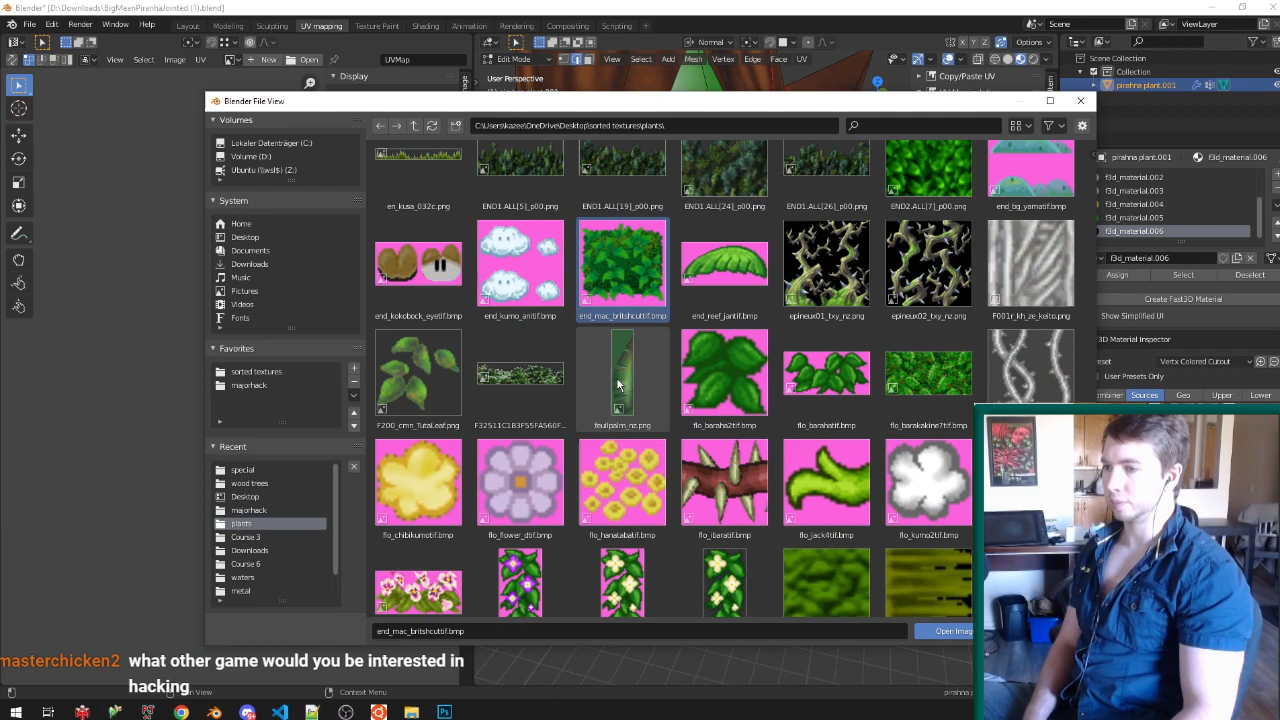 Blender* [D:\Downloads\BigMeanPiranhaJointed (1).blend]
File Edit Render Window Help Layout Modeling Sculpting UV mapping Texture Paint Shading Animation Rendering Compositing Scripting Scene ViewLayer
Normal X Y Z Options
View Select Image UV New Open UVMap Edit Mode View Select Add Mesh Vertex Edge Face UV Scene Collection
Display User Perspective Copy/Paste UV Collection
pirahna plant.001
Blender File View
Volumes
C:\Users\kazee\OneDrive\Desktop\sorted textures\plants\
Lokaler Datenträger (C:)
Volume (D:)
Ubuntu (\\wsl$) (Z:)
System
Home
Desktop
Documents
Downloads
Music
Pictures
Videos
Fonts
Favorites
sorted textures
majorhack
Recent
special
wood trees
Desktop
majorhack
plants
Course 3
Downloads
Course 6
waters
metal
en_kusa_032c.png END1.ALL[5]_p00.png END1.ALL[19]_p00.png END1.ALL[24]_p00.png END1.ALL[26]_p00.png END2.ALL[7]_p00.png end_bg_yamatif.bmp
end_kokobock_eyetif.bmp end_kumo_anitif.bmp end_mac_britshcuttif.bmp end_reef_jantif.bmp epineux01_txy_nz.png epineux02_txy_nz.png F001r_kh_ze_keito.png
F200_cmn_TutaLeaf.png F32511C1B3F55FA560F... feuilpalm_nz.png flo_baraha2tif.bmp flo_barahatif.bmp flo_barakakine7tif.bmp
flo_chibikumotif.bmp flo_flower_dtif.bmp flo_hanatabatif.bmp flo_ibaratif.bmp flo_jack4tif.bmp flo_kumo2tif.bmp
end_mac_britshcuttif.bmp Open Imag
pirahna plant.001 f3d_material.006
f3d_material.002
f3d_material.003
f3d_material.004
f3d_material.005
f3d_material.006
f3d_material.006
Assign Select Deselect
Create Fast3D Material
Show Simplified UI
F3D Material Inspector
Preset Vertx Colored Cutout
User Presets Only
Combiner Sources Geo Upper Lower
masterchicken2 what other game would you be interested in
hacking
Context Menu